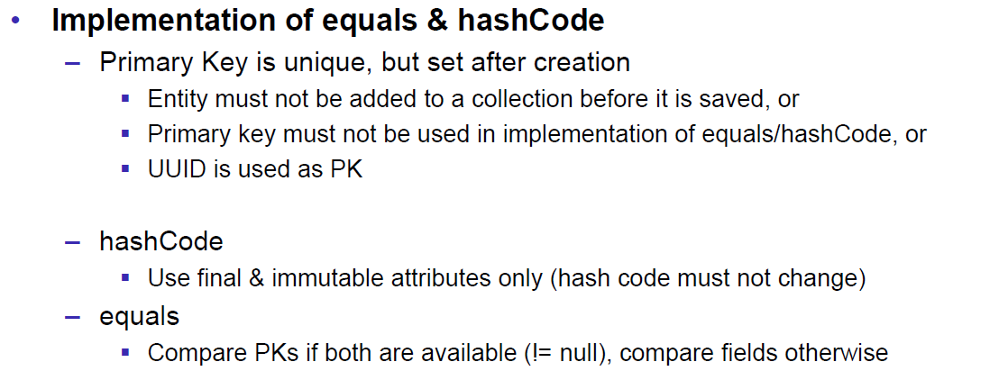 • Implementation of equals & hashCode
– Primary Key is unique, but set after creation
▪ Entity must not be added to a collection before it is saved, or
▪ Primary key must not be used in implementation of equals/hashCode, or
▪ UUID is used as PK
– hashCode
▪ Use final & immutable attributes only (hash code must not change)
– equals
▪ Compare PKs if both are available (!= null), compare fields otherwise